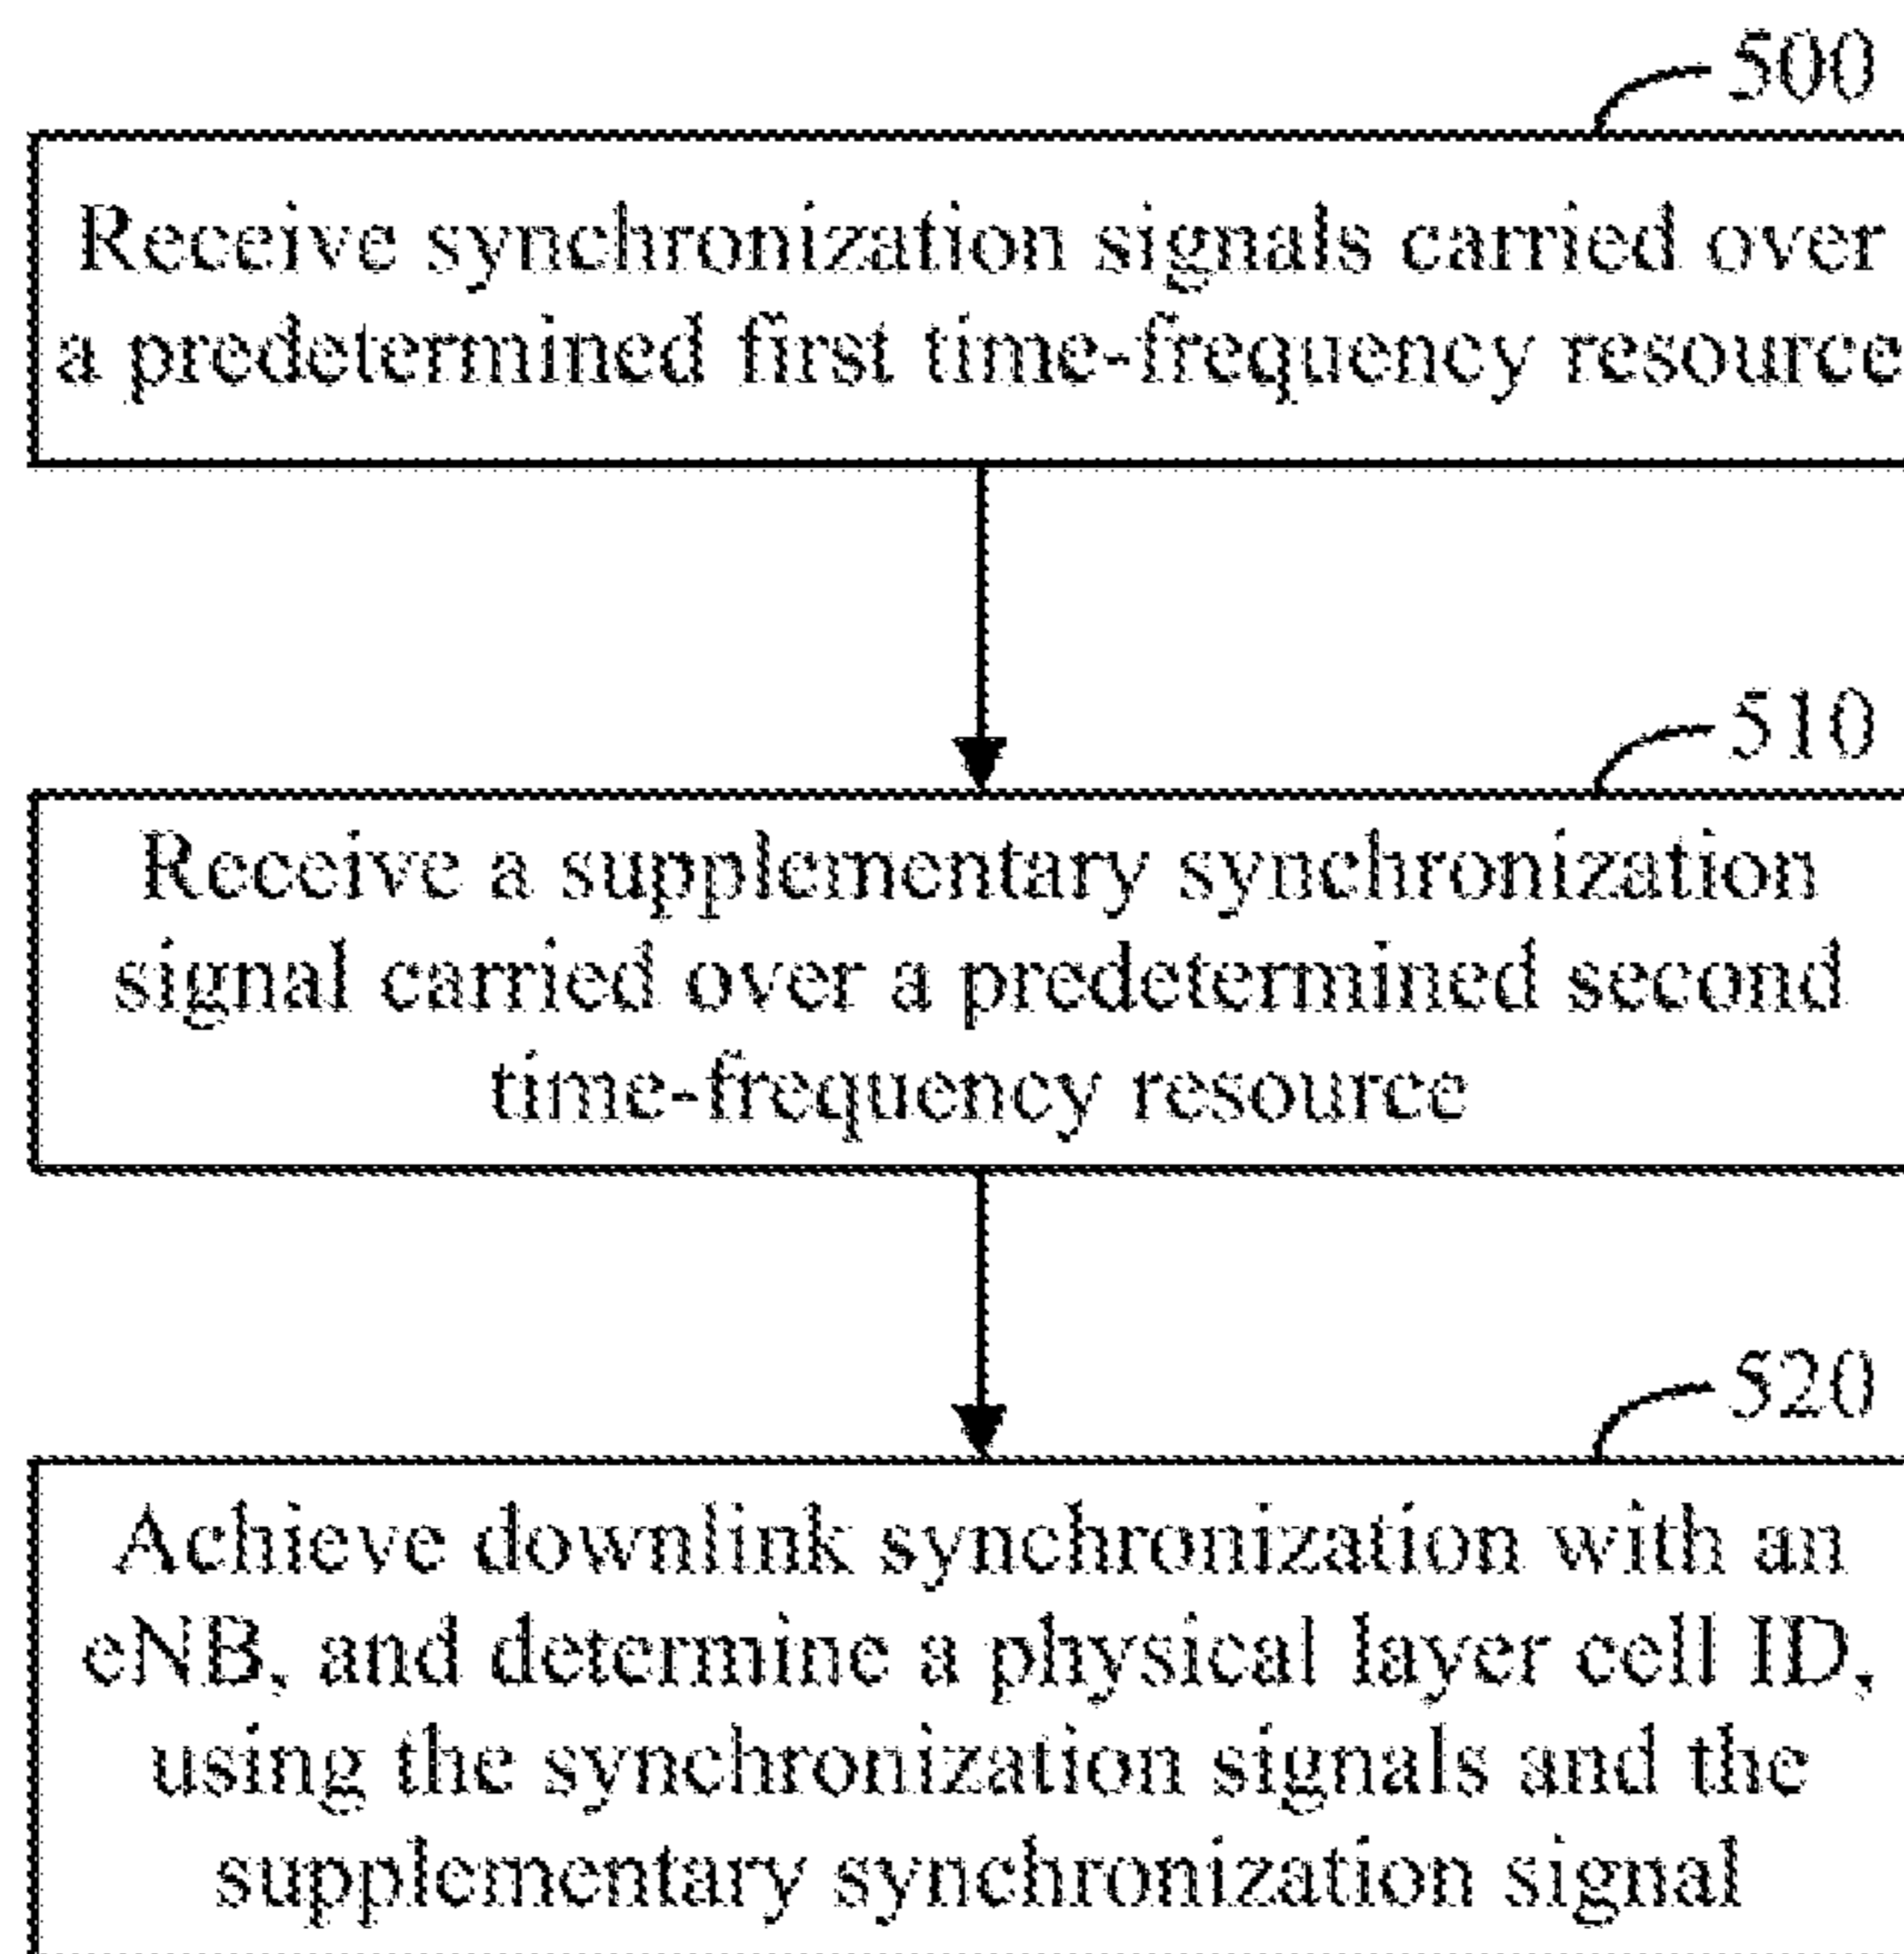 500
Receive synchronization signals carried over
a predetermined first time-frequency resource
510
Receive a supplementary synchronization
signal carried over a predetermined second
time-frequency resource
520
Achieve downlink synchronization with an
eNB, and determine a physical layer cell ID,
using the synchronization signals and the
supplementary synchronization signal